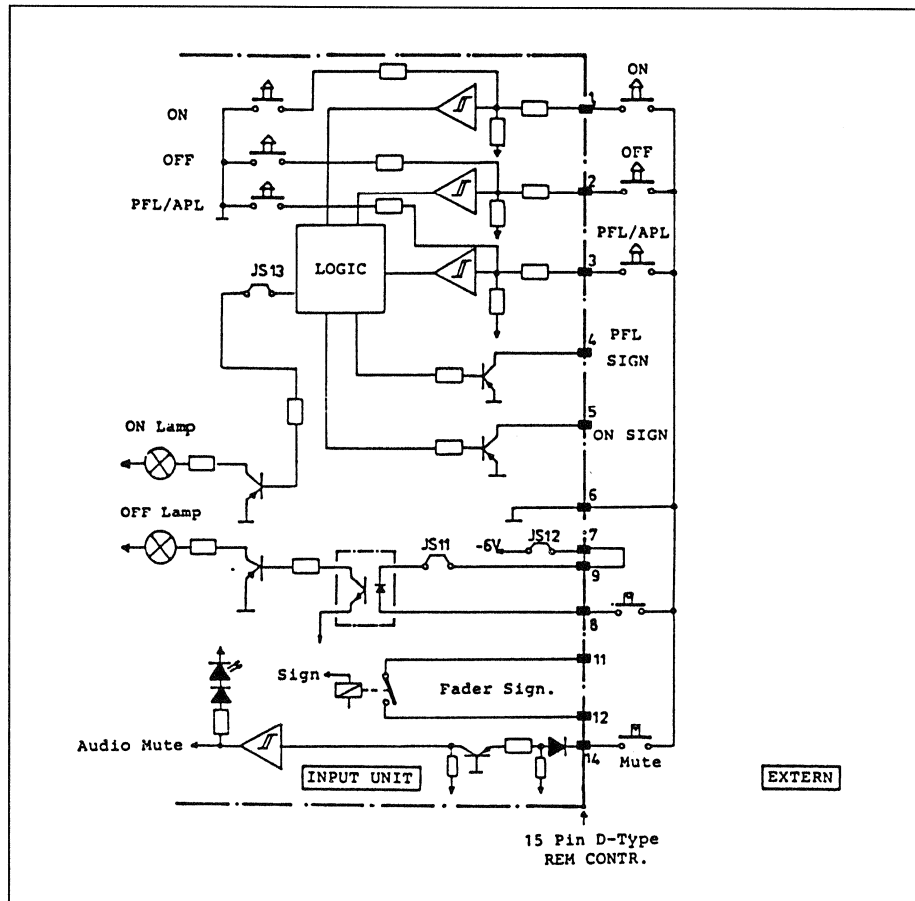 ON
1
ON
OFF
OFF
2
PFL/APL
PFL/APL
3
JS13
LOGIC
4
PFL
SIGN
5
ON SIGN
ON Lamp
6
OFF Lamp
7
JS12
-6V
JS11
9
8
11
Sign
Fader Sign.
12
Audio Mute
14
Mute
INPUT UNIT
EXTERN
15 Pin D-Type
REM CONTR.